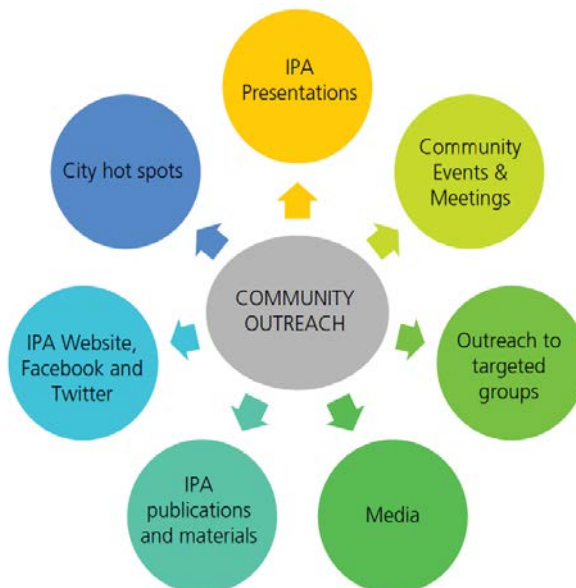 IPA
Presentations
City hot spots
Community
Events &
Meetings
COMMUNITY
OUTREACH
IPA Website,
Facebook and
Twitter
Outreach to
targeted
groups
IPA
publications
and materials
Media